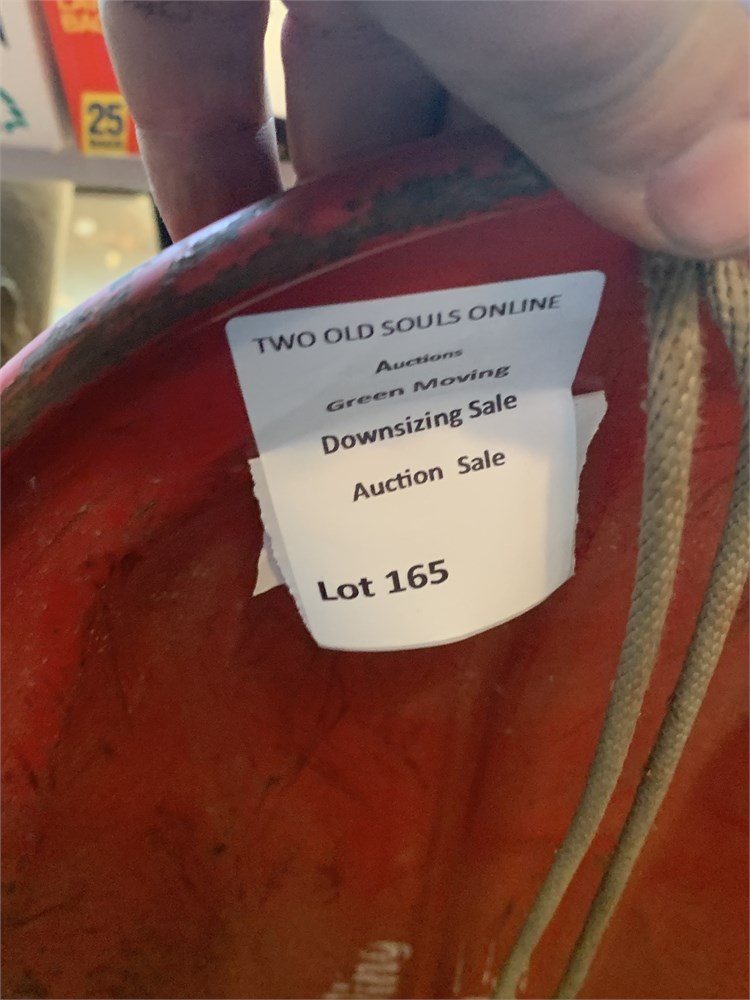 25
TWO OLD SOULS ONLINE
Auctions
Green Moving
Downsizing Sale
Auction Sale
Lot 165